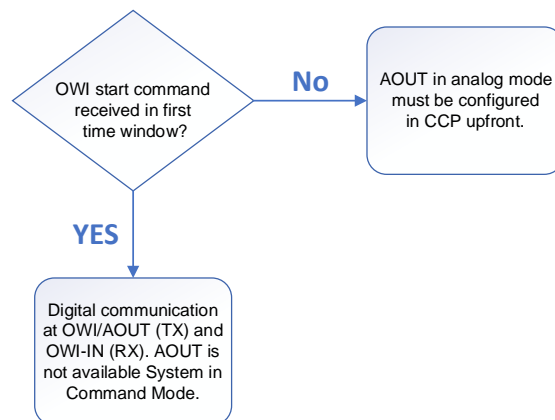 OWI start command
received in first
time window?
No
AOUT in analog mode
must be configured
in CCP upfront.
YES
Digital communication
at OWI/AOUT (TX) and
OWI-IN (RX). AOUT is
not available System in
Command Mode.